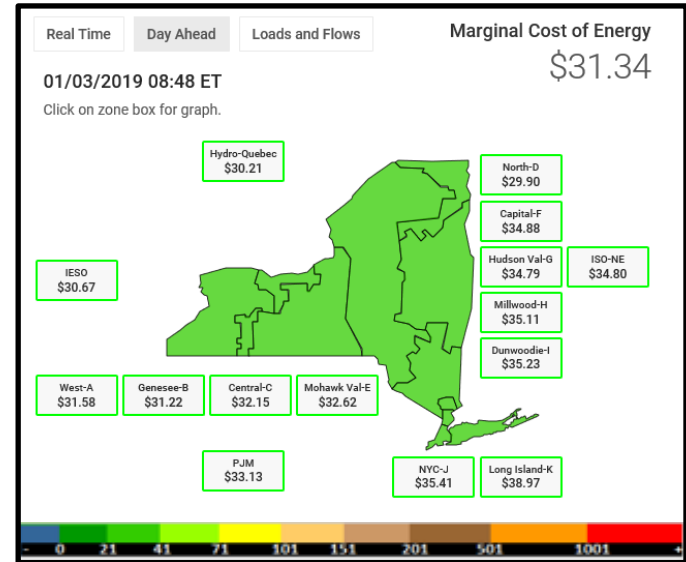 Real Time Day Ahead Loads and Flows
Marginal Cost of Energy
$31.34
01/03/2019 08:48 ET
Click on zone box for graph.
Hydro-Quebec
$30.21
North-D
$29.90
Capital-F
$34.88
Hudson Val-G
$34.79
ISO-NE
$34.80
IESO
$30.67
Millwood-H
$35.11
Dunwoodie-I
$35.23
West-A
$31.58
Genesee-B
$31.22
Central-C
$32.15
Mohawk Val-E
$32.62
PJM
$33.13
NYC-J
$35.41
Long Island-K
$38.97
- 0 21 41 71 101 151 201 501 1001 +